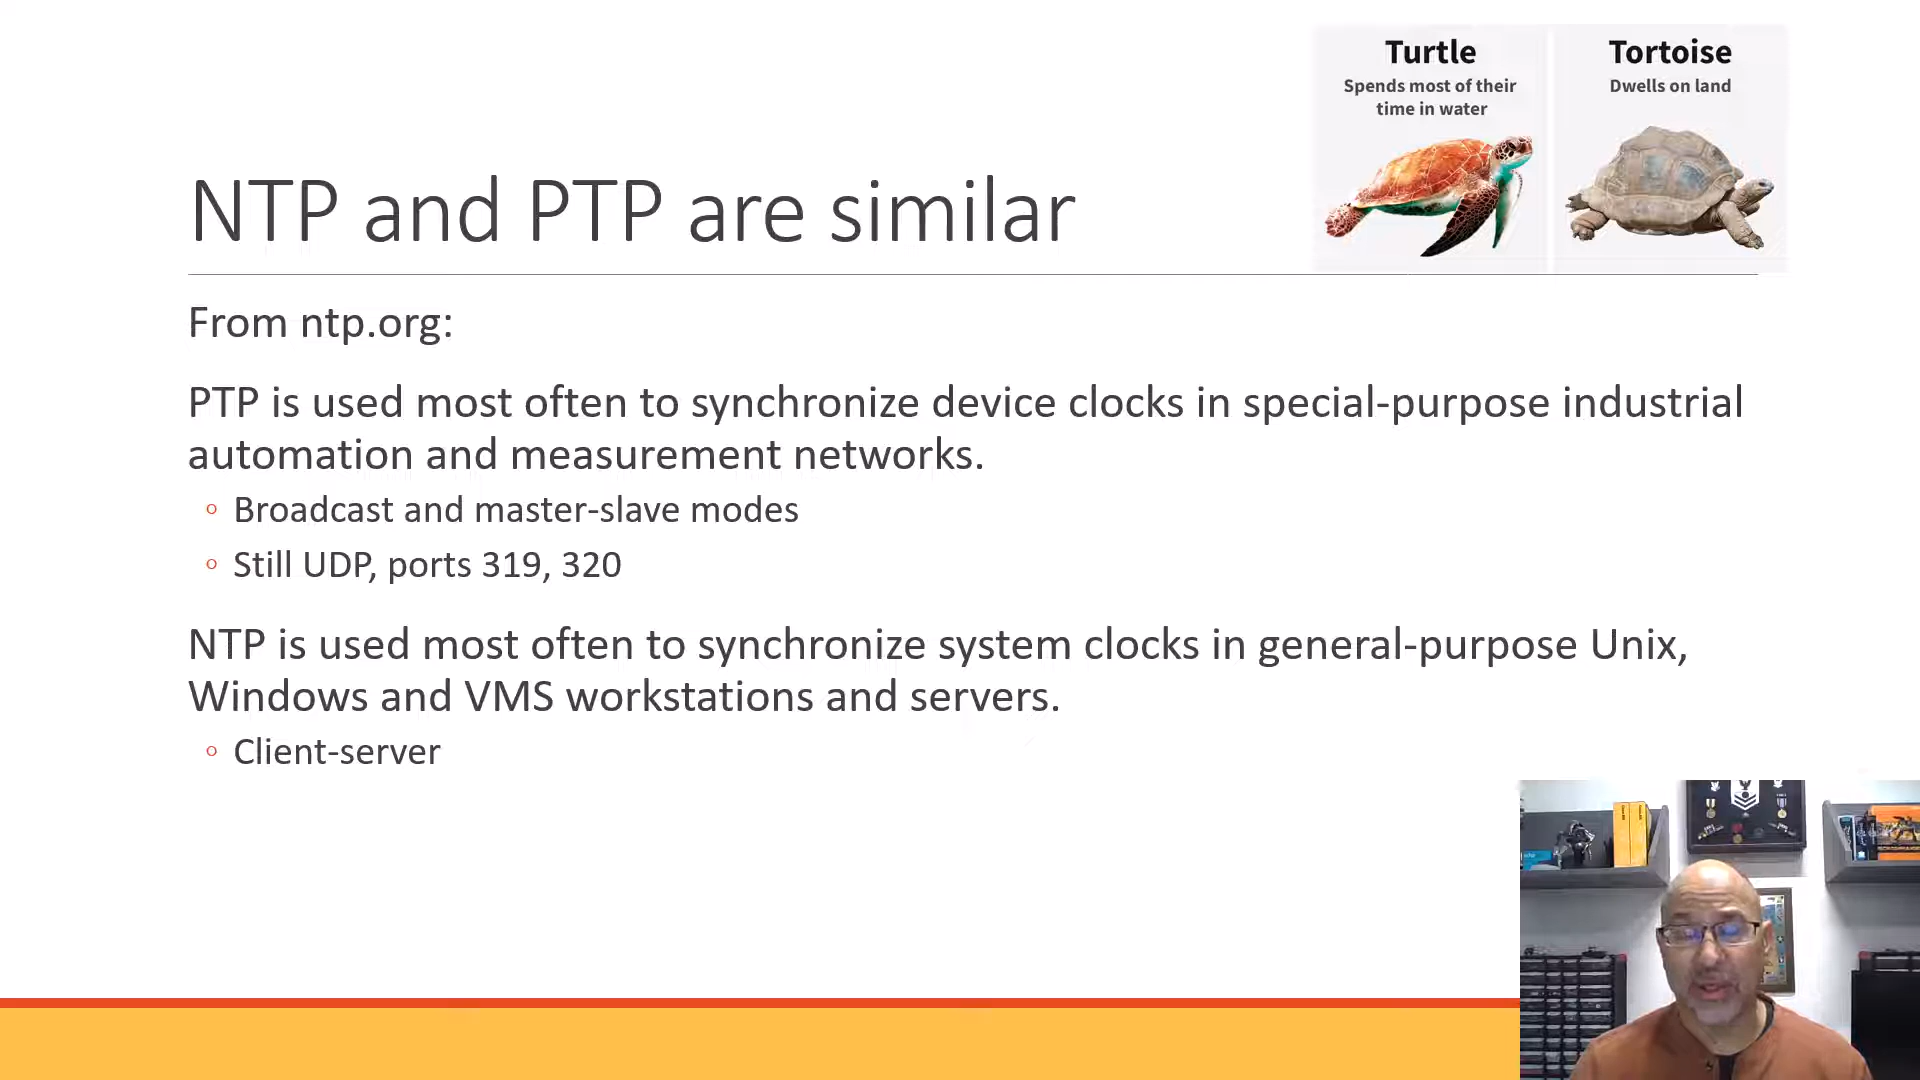 Turtle
Spends most of their
time in water
Tortoise
Dwells on land
NTP and PTP are similar
From ntp.org:
PTP is used most often to synchronize device clocks in special-purpose industrial
automation and measurement networks.
◦ Broadcast and master-slave modes
◦ Still UDP, ports 319, 320
NTP is used most often to synchronize system clocks in general-purpose Unix,
Windows and VMS workstations and servers.
◦ Client-server